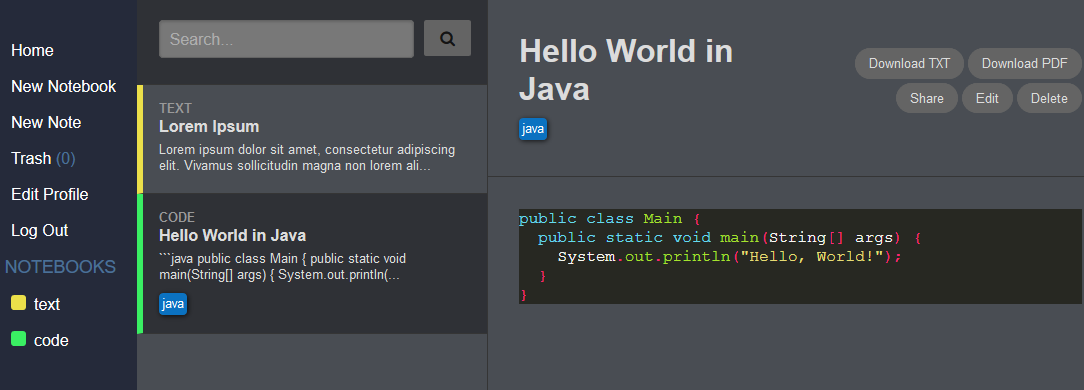 Home
New Notebook
New Note
Trash (0)
Edit Profile
Log Out
NOTEBOOKS
text
code
Search...
TEXT
Lorem Ipsum
Lorem ipsum dolor sit amet, consectetur adipiscing
elit. Vivamus sollicitudin magna non lorem ali...
CODE
Hello World in Java
```java public class Main { public static void
main(String[] args) { System.out.println(...
java
Hello World in
Java
java
Download TXT
Download PDF
Share
Edit
Delete
public class Main {
  public static void main(String[] args) {
    System.out.println("Hello, World!");
  }
}